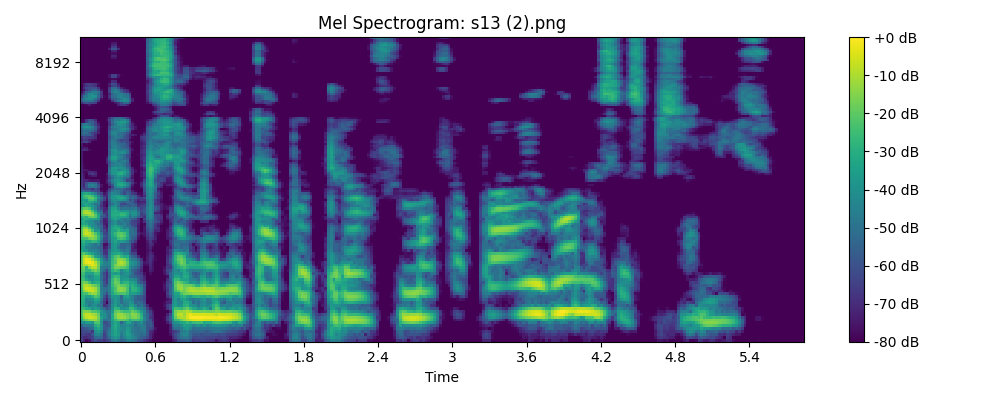 Mel Spectrogram: s13 (2).png
Hz
8192
4096
2048
1024
512
0
0 0.6 1.2 1.8 2.4 3 3.6 4.2 4.8 5.4
Time
+0 dB
-10 dB
-20 dB
-30 dB
-40 dB
-50 dB
-60 dB
-70 dB
-80 dB